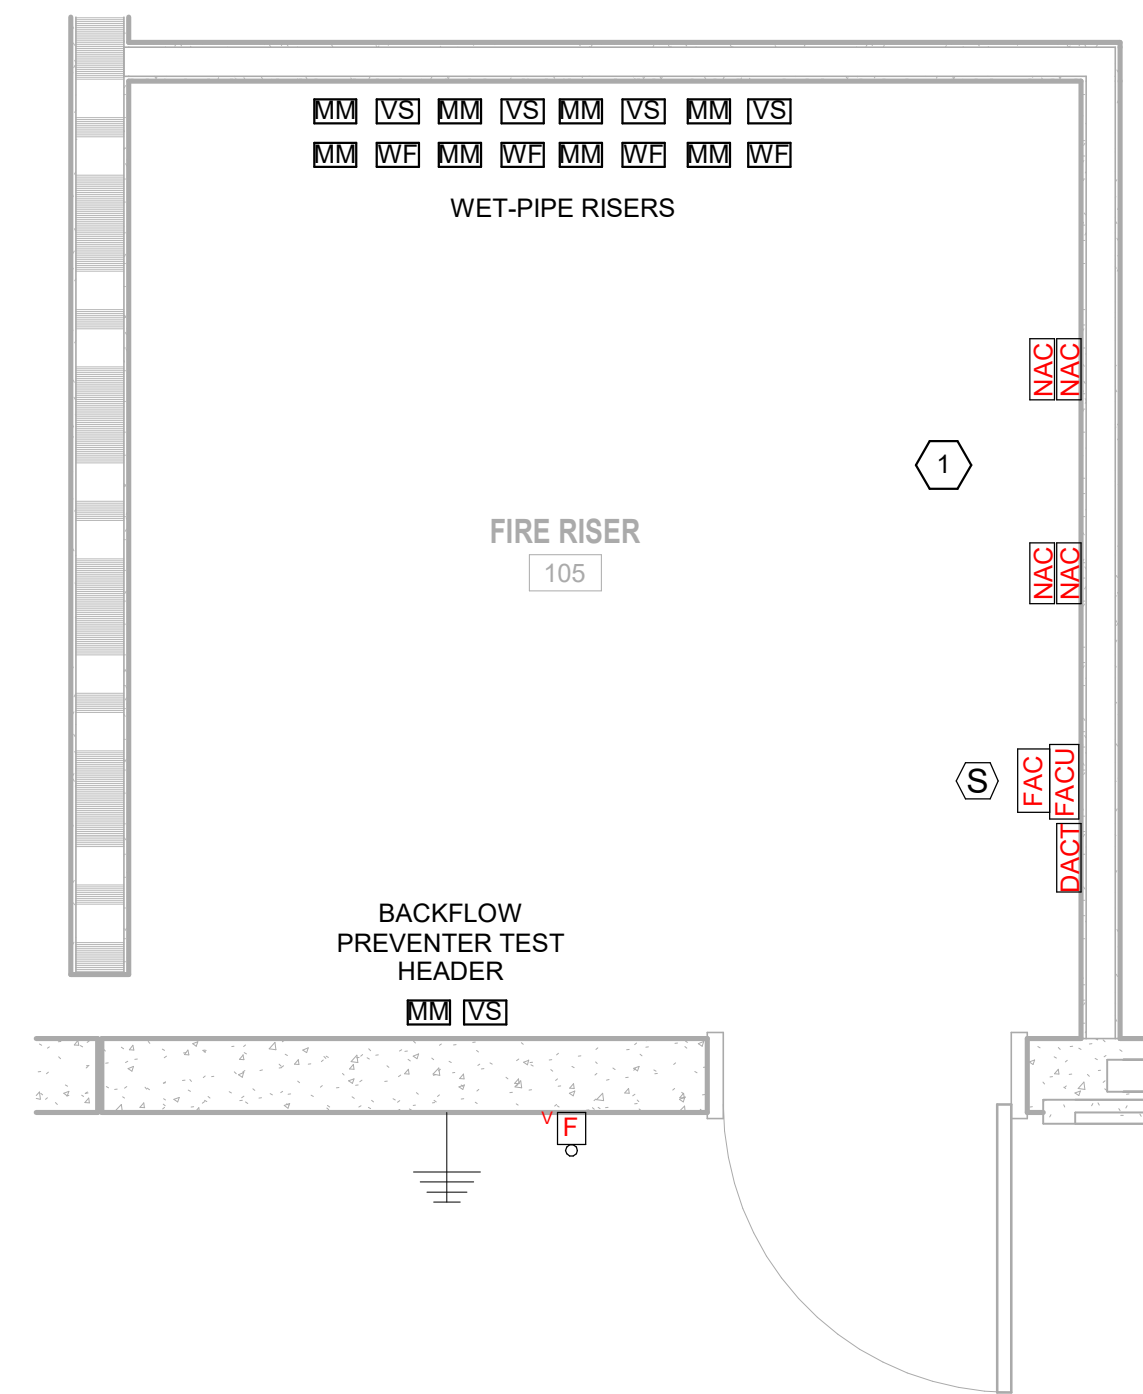 MM VS MM VS MM VS MM VS
MM WF MM WF MM WF MM WF
WET-PIPE RISERS
NAC NAC
1
FIRE RISER
105
NAC NAC
S
FAC FACU
DACT
BACKFLOW
PREVENTER TEST
HEADER
MM VS
V F